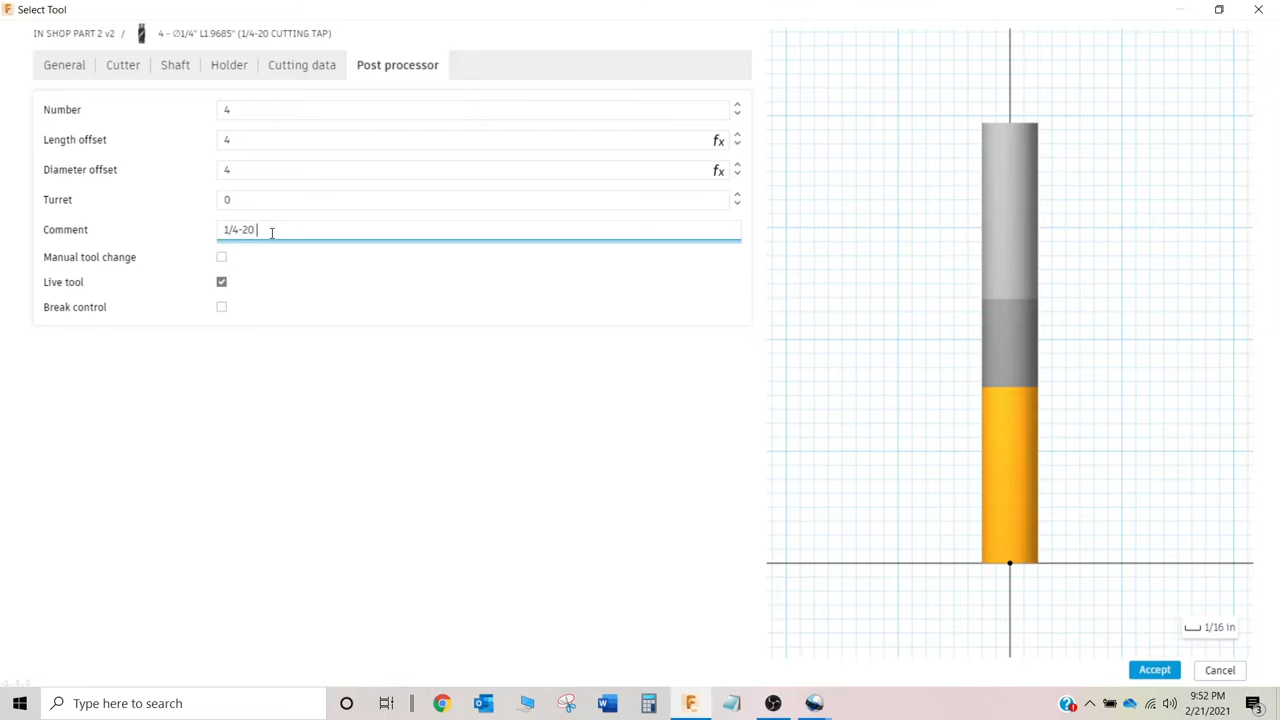 Select Tool
IN SHOP PART 2 v2 / 4 - Ø1/4" L1.9685" (1/4-20 CUTTING TAP)
General Cutter Shaft Holder Cutting data Post processor
Number 4
Length offset 4 fx
Diameter offset 4 fx
Turret 0
Comment 1/4-20
Manual tool change
Live tool
Break control
1/16 in
Accept Cancel
Type here to search
9:52 PM
2/21/2021
3